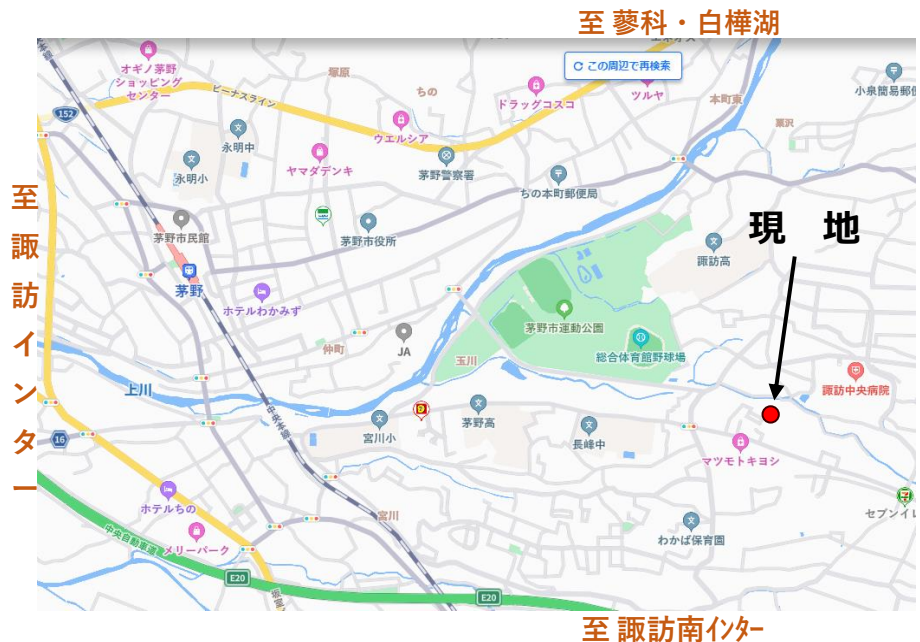 至 蓼科・白樺湖
オギノ茅野
ショッピング
センター
ビーナスライン
塚原
ちの
この周辺で再検索
ドラッグコスコ
ツルヤ
本町東
小泉簡易郵便
粟沢
152
永明中
永明小
ヤマダデンキ
ウエルシア
茅野警察署
ちの本町郵便局
至諏訪インター
茅野市民館
茅野市役所
現 地
諏訪高
茅野
ホテルわかみず
仲町
JA
茅野市運動公園
総合体育館野球場
玉川
上川
中央本線
諏訪中央病院
宮川小
茅野高
長峰中
マツモトキヨシ
16
ホテルちの
メリーパーク
宮川
わかば保育園
セブンイレ
中央自動車道
E20
坂室
E20
至 諏訪南インター